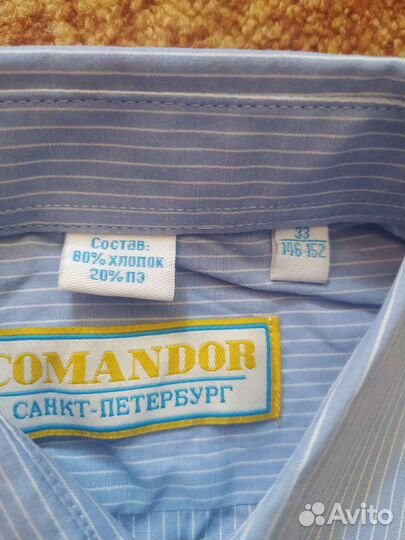 Состав:
80% ХЛОПОК
20% ПЭ
33
146-152
COMANDOR
САНКТ-ПЕТЕРБУРГ
Avito